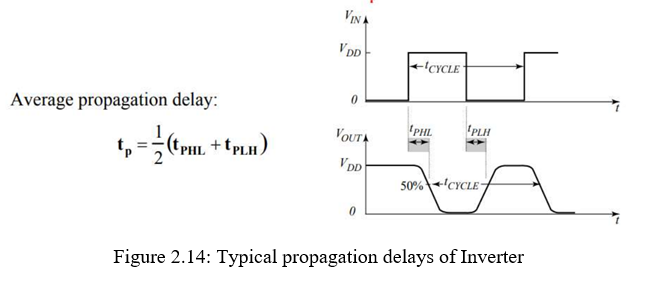 Average propagation delay:
t_p = 1/2 (t_PHL + t_PLH)
V_IN
V_DD
t_CYCLE
0
t
V_OUT
t_PHL
t_PLH
V_DD
50%
t_CYCLE
0
t
Figure 2.14: Typical propagation delays of Inverter